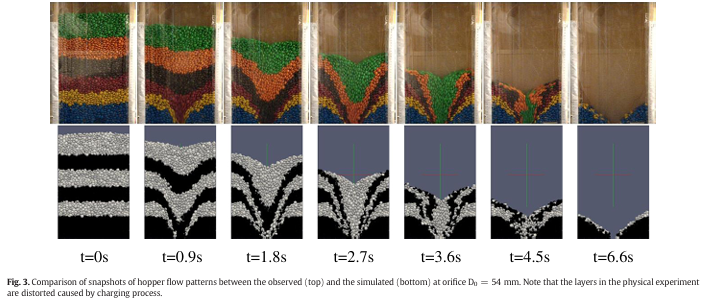 t=0s t=0.9s t=1.8s t=2.7s t=3.6s t=4.5s t=6.6s
Fig. 3. Comparison of snapshots of hopper flow patterns between the observed (top) and the simulated (bottom) at orifice D₀ = 54 mm. Note that the layers in the physical experiment
are distorted caused by charging process.